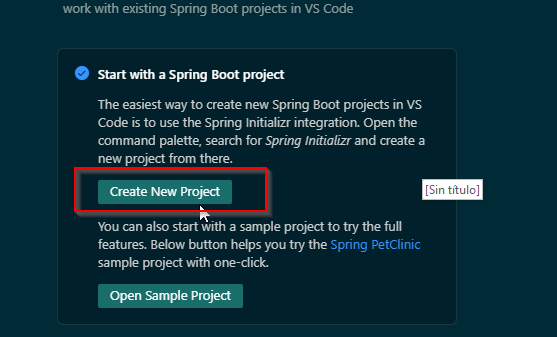 work with existing Spring Boot projects in VS Code
Start with a Spring Boot project
The easiest way to create new Spring Boot projects in VS
Code is to use the Spring Initializr integration. Open the
command palette, search for Spring Initializr and create a
new project from there.
Create New Project
[Sin título]
You can also start with a sample project to try the full
features. Below button helps you try the Spring PetClinic
sample project with one-click.
Open Sample Project